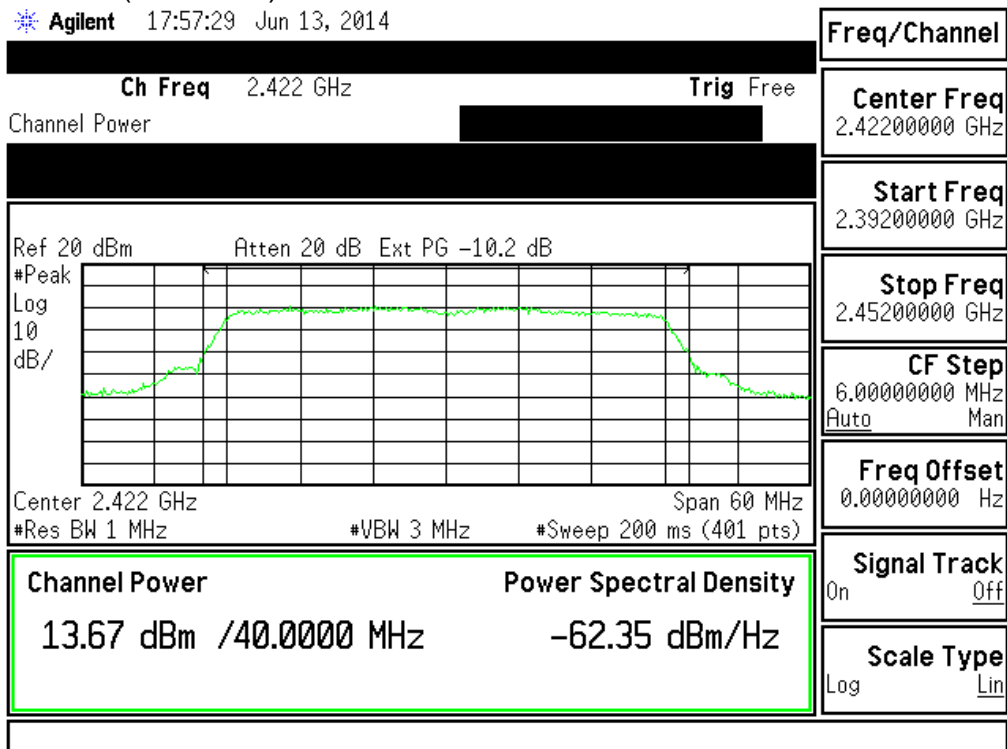 Agilent 17:57:29 Jun 13, 2014
Freq/Channel
Ch Freq 2.422 GHz Trig Free
Channel Power
Center Freq
2.42200000 GHz
Start Freq
2.39200000 GHz
Stop Freq
2.45200000 GHz
CF Step
6.00000000 MHz
Auto Man
Freq Offset
0.00000000 Hz
Signal Track
On Off
Scale Type
Log Lin
Ref 20 dBm Atten 20 dB Ext PG -10.2 dB
#Peak
Log
10
dB/
Center 2.422 GHz Span 60 MHz
#Res BW 1 MHz #VBW 3 MHz #Sweep 200 ms (401 pts)
Channel Power Power Spectral Density
13.67 dBm /40.0000 MHz -62.35 dBm/Hz